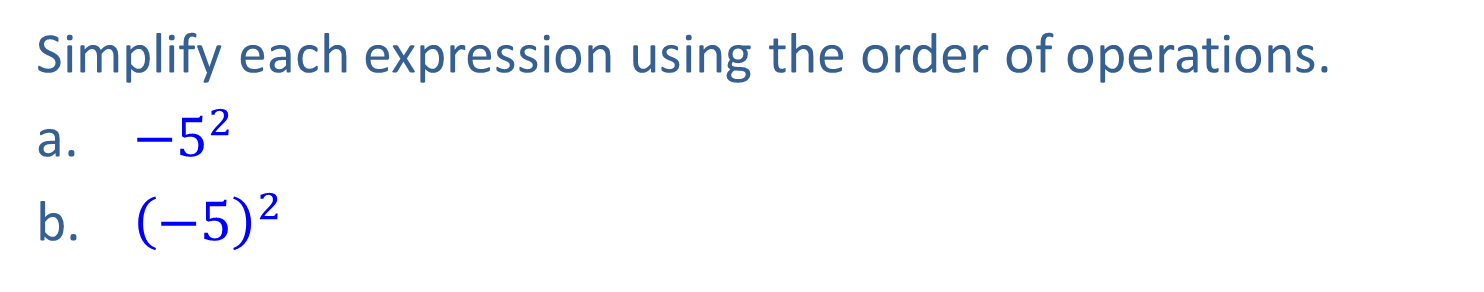 Simplify each expression using the order of operations.
a. −5²
b. (−5)²